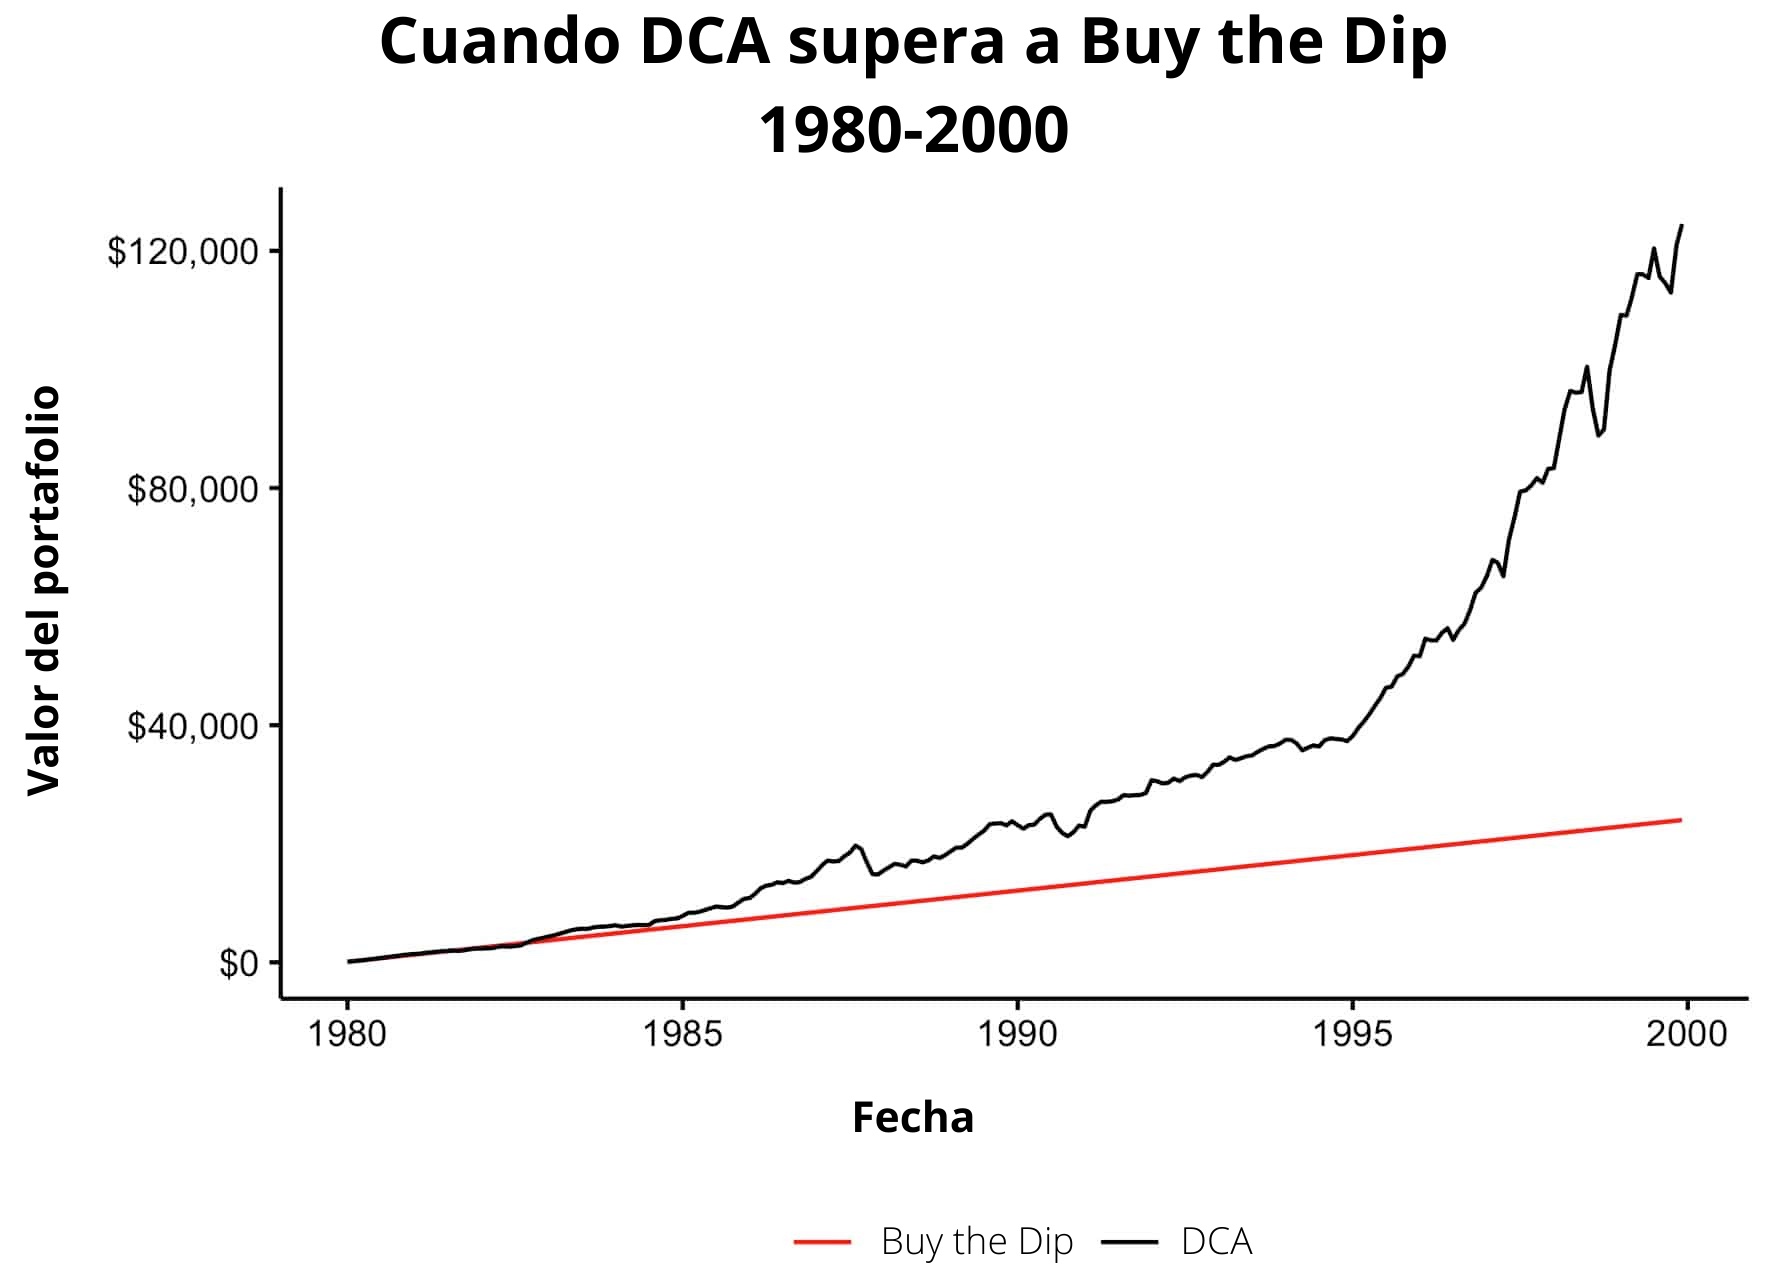 Cuando DCA supera a Buy the Dip
1980-2000
Valor del portafolio
$120,000
$80,000
$40,000
$0
1980
1985
1990
1995
2000
Fecha
Buy the Dip
DCA